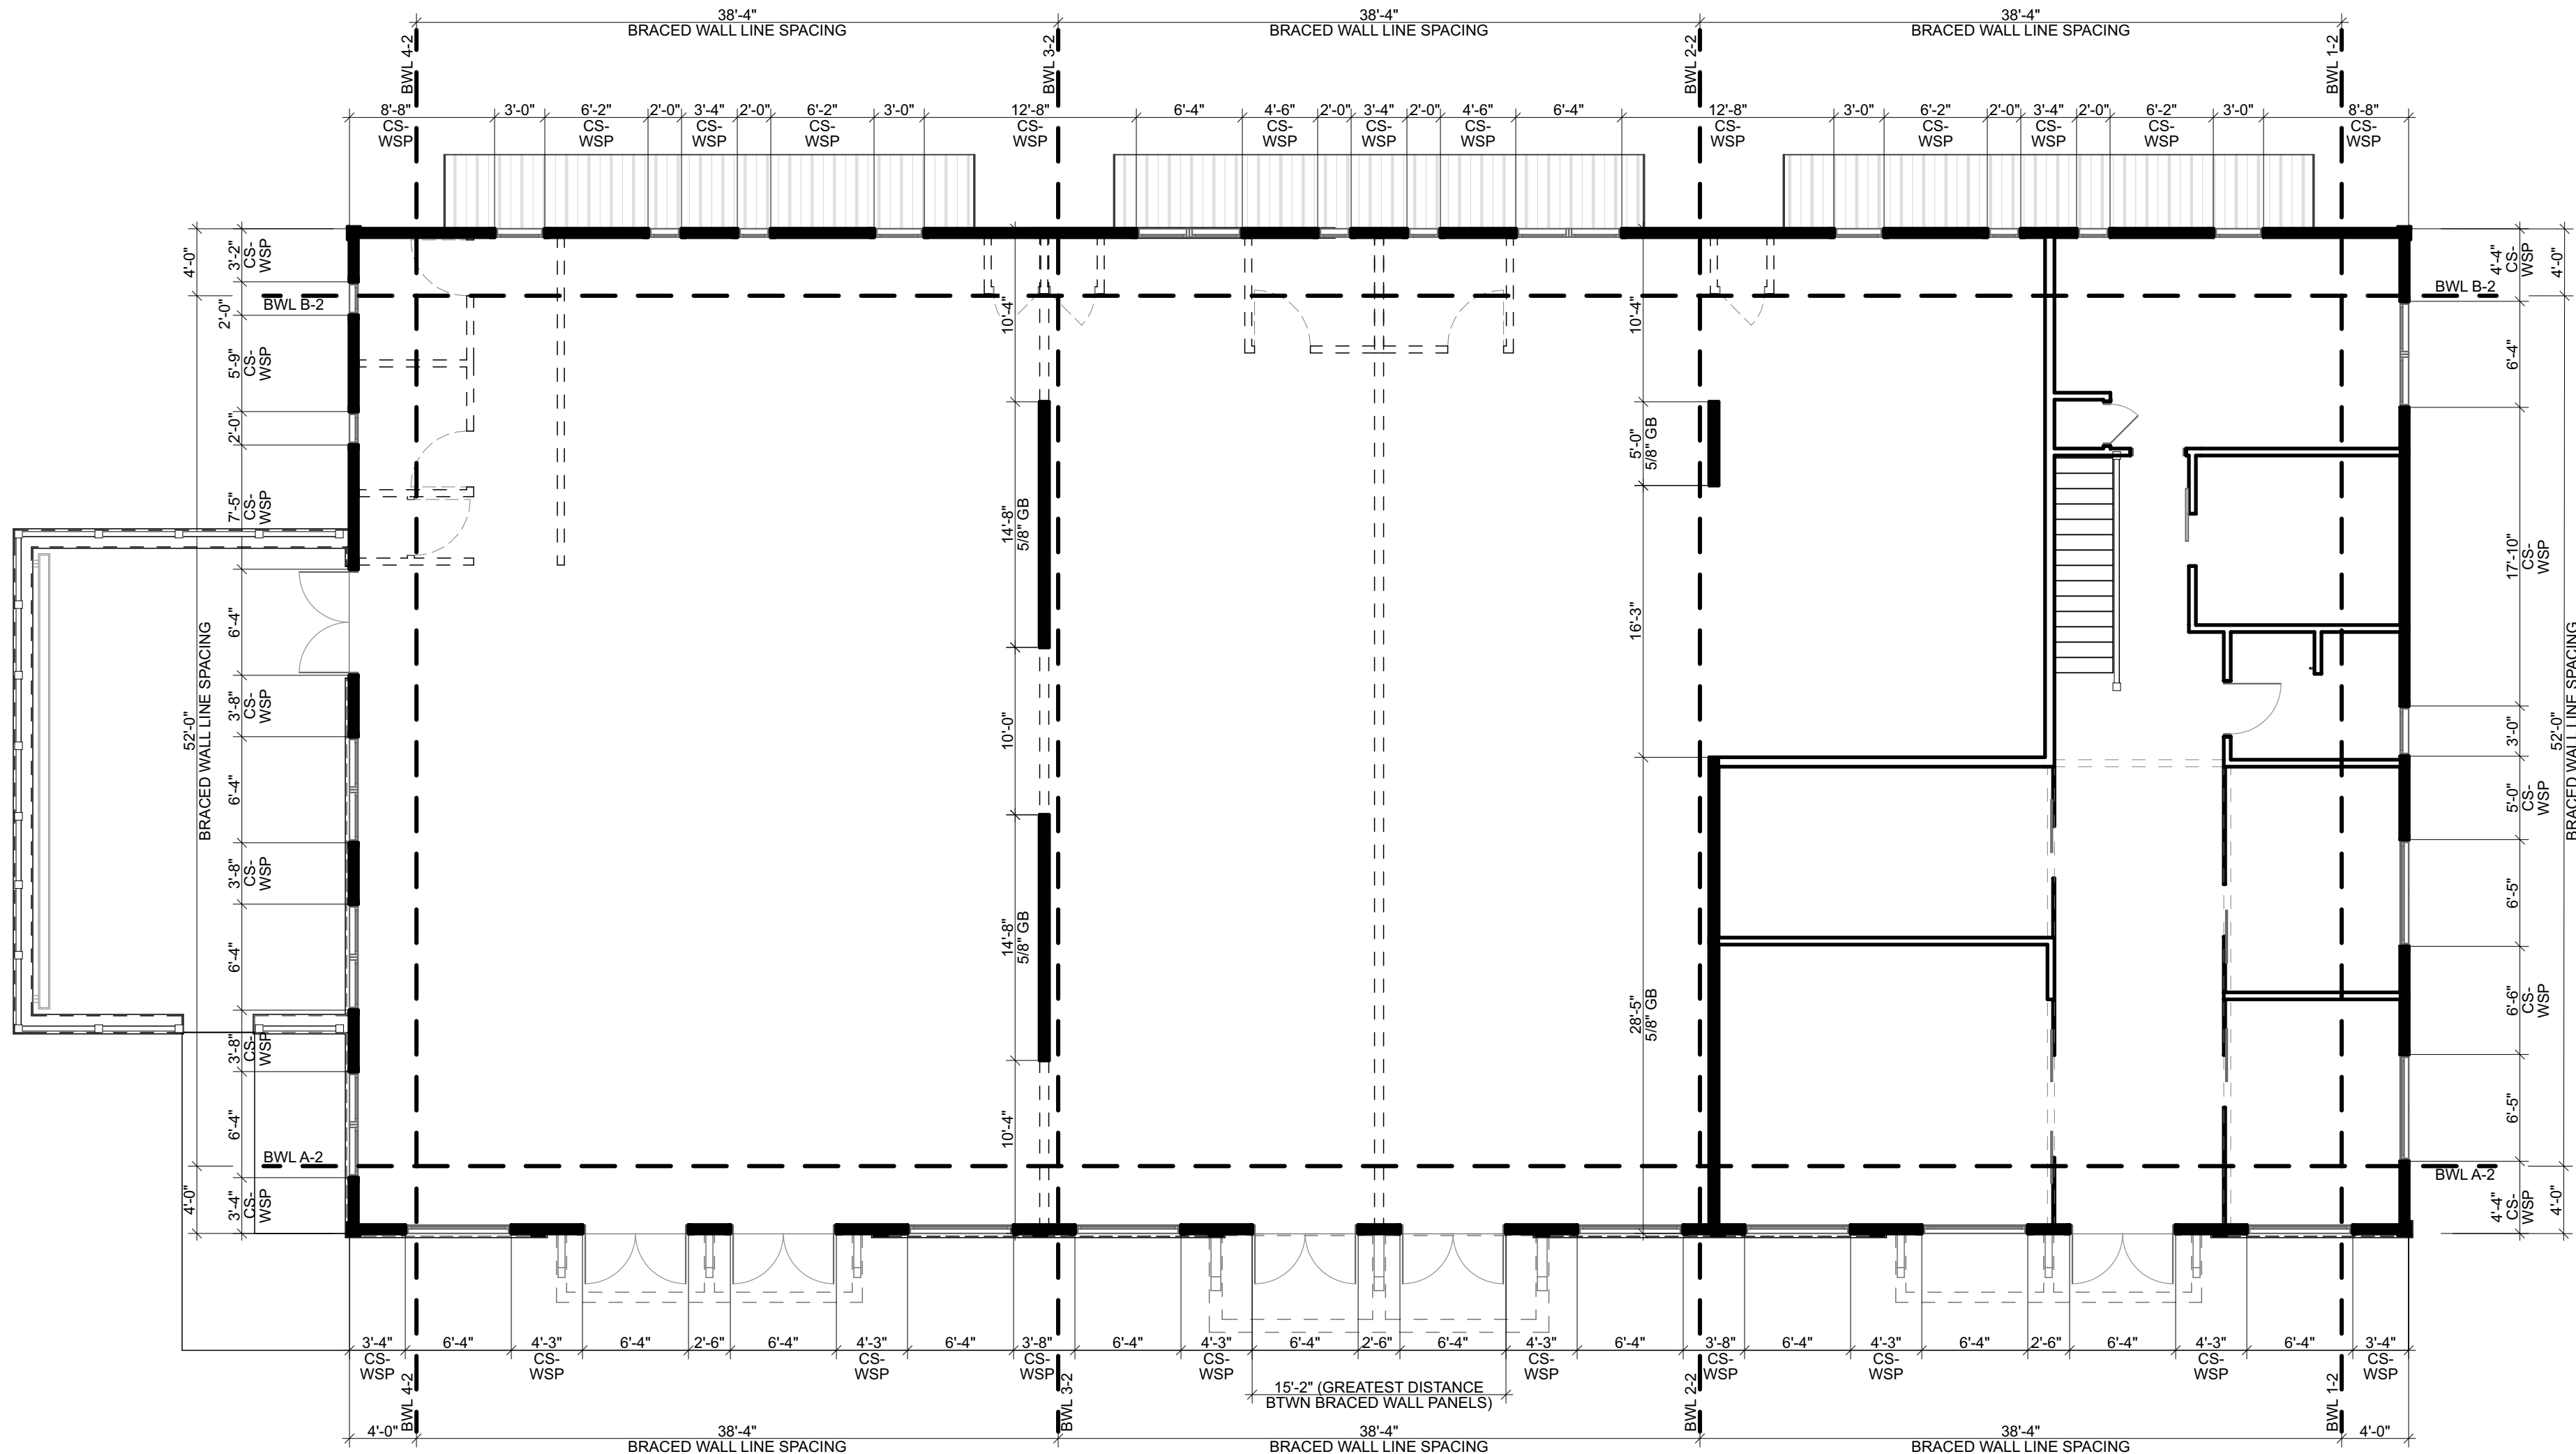 38'-4"
BRACED WALL LINE SPACING
38'-4"
BRACED WALL LINE SPACING
38'-4"
BRACED WALL LINE SPACING
BWL 4-2
BWL 3-2
BWL 2-2
BWL 1-2
8'-8"
CS-
WSP
3'-0"
6'-2"
CS-
WSP
2'-0"
3'-4"
CS-
WSP
2'-0"
6'-2"
CS-
WSP
3'-0"
12'-8"
CS-
WSP
6'-4"
4'-6"
CS-
WSP
2'-0"
3'-4"
CS-
WSP
2'-0"
4'-6"
CS-
WSP
6'-4"
12'-8"
CS-
WSP
3'-0"
6'-2"
CS-
WSP
2'-0"
3'-4"
CS-
WSP
2'-0"
6'-2"
CS-
WSP
3'-0"
8'-8"
CS-
WSP
4'-0"
52'-0"
BRACED WALL LINE SPACING
4'-0"
3'-2"
CS-
WSP
2'-0"
5'-9"
CS-
WSP
2'-0"
7'-5"
CS-
WSP
6'-4"
3'-8"
CS-
WSP
6'-4"
3'-8"
CS-
WSP
6'-4"
3'-8"
CS-
WSP
6'-4"
3'-4"
CS-
WSP
BWL B-2
BWL A-2
10'-4"
14'-8"
5/8" GB
10'-0"
14'-8"
5/8" GB
10'-4"
10'-4"
5'-0"
5/8" GB
16'-3"
28'-5"
5/8" GB
BWL B-2
BWL A-2
4'-4"
CS-
WSP
6'-4"
17'-10"
CS-
WSP
3'-0"
5'-0"
CS-
WSP
6'-5"
6'-6"
CS-
WSP
6'-5"
4'-4"
CS-
WSP
4'-0"
52'-0"
BRACED WALL LINE SPACING
4'-0"
3'-4"
CS-
WSP
6'-4"
4'-3"
CS-
WSP
6'-4"
2'-6"
6'-4"
4'-3"
CS-
WSP
6'-4"
3'-8"
CS-
WSP
6'-4"
4'-3"
CS-
WSP
6'-4"
2'-6"
6'-4"
4'-3"
CS-
WSP
6'-4"
3'-8"
CS-
WSP
6'-4"
4'-3"
CS-
WSP
6'-4"
2'-6"
6'-4"
4'-3"
CS-
WSP
6'-4"
3'-4"
CS-
WSP
15'-2" (GREATEST DISTANCE
BTWN BRACED WALL PANELS)
BWL 4-2
BWL 3-2
BWL 2-2
BWL 1-2
4'-0"
38'-4"
BRACED WALL LINE SPACING
38'-4"
BRACED WALL LINE SPACING
38'-4"
BRACED WALL LINE SPACING
4'-0"